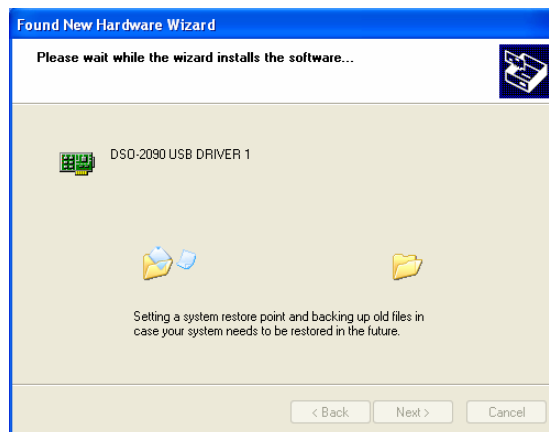 Found New Hardware Wizard
Please wait while the wizard installs the software...
DSO-2090 USB DRIVER 1
Setting a system restore point and backing up old files in
case your system needs to be restored in the future.
< Back
Next >
Cancel